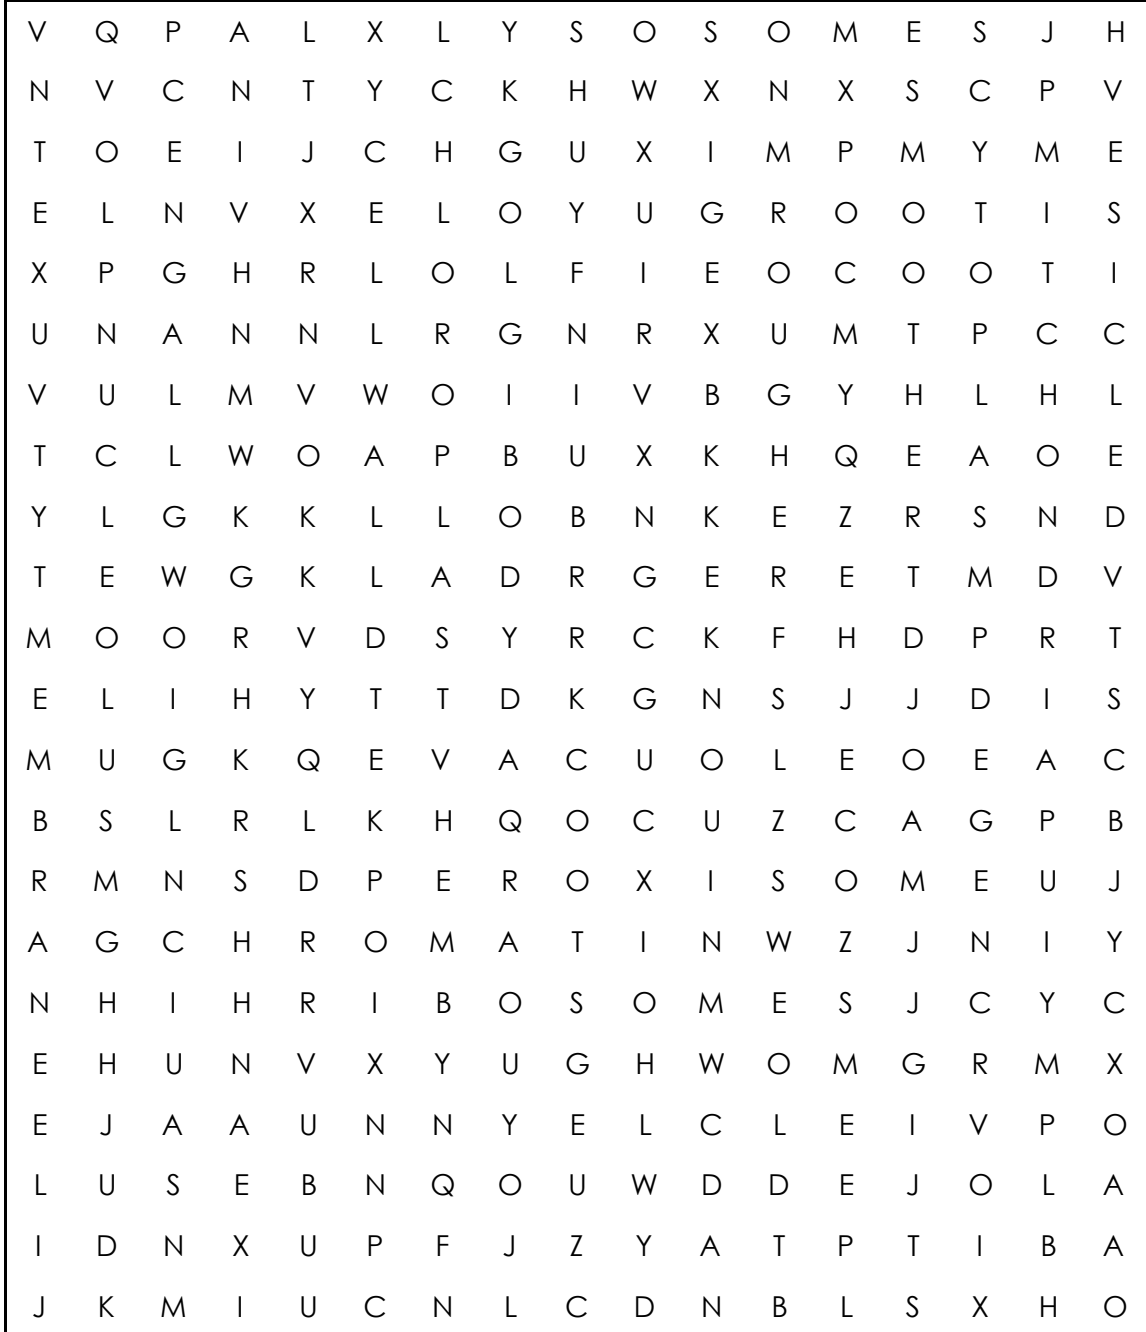 V Q P A L X L Y S O S O M E S J H
N V C N T Y C K H W X N X S C P V
T O E I J C H G U X I M P M Y M E
E L N V X E L O Y U G R O O T I S
X P G H R L O L F I E O C O O T I
U N A N N L R G N R X U M T P C C
V U L M V W O I I V B G Y H L H L
T C L W O A P B U X K H Q E A O E
Y L G K K L L O B N K E Z R S N D
T E W G K L A D R G E R E T M D V
M O O R V D S Y R C K F H D P R T
E L I H Y T T D K G N S J J D I S
M U G K Q E V A C U O L E O E A C
B S L R L K H Q O C U Z C A G P B
R M N S D P E R O X I S O M E U J
A G C H R O M A T I N W Z J N I Y
N H I H R I B O S O M E S J C Y C
E H U N V X Y U G H W O M G R M X
E J A A U N N Y E L C L E I V P O
L U S E B N Q O U W D D E J O L A
I D N X U P F J Z Y A T P T I B A
J K M I U C N L C D N B L S X H O